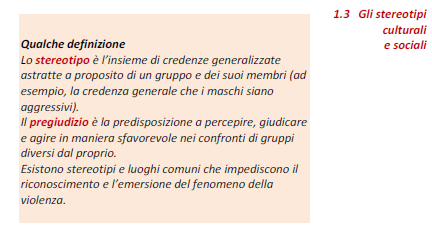 1.3 Gli stereotipi
culturali
e sociali
Qualche definizione
Lo stereotipo è l'insieme di credenze generalizzate
astratte a proposito di un gruppo e dei suoi membri (ad
esempio, la credenza generale che i maschi siano
aggressivi).
Il pregiudizio è la predisposizione a percepire, giudicare
e agire in maniera sfavorevole nei confronti di gruppi
diversi dal proprio.
Esistono stereotipi e luoghi comuni che impediscono il
riconoscimento e l'emersione del fenomeno della
violenza.